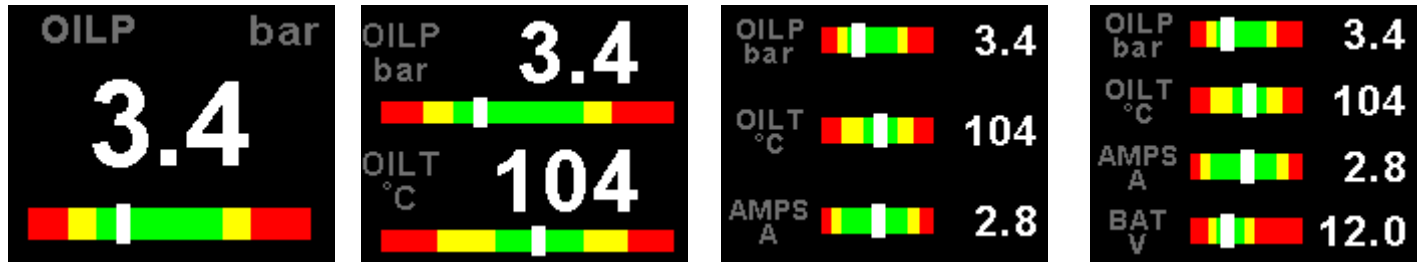 OILP bar
3.4
OILP
bar
3.4
OILT
°C
104
OILP
bar
3.4
OILT
°C
104
AMPS
A
2.8
OILP
bar
3.4
OILT
°C
104
AMPS
A
2.8
BAT
V
12.0